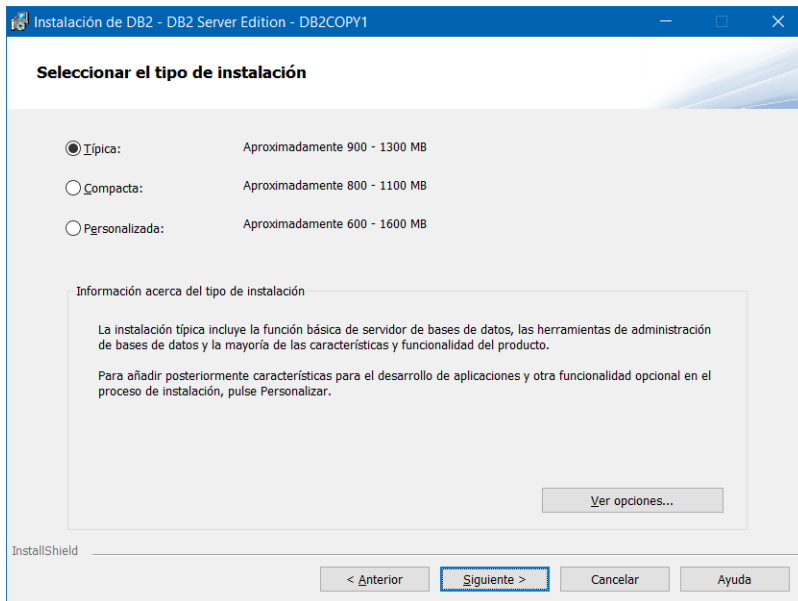 Instalación de DB2 - DB2 Server Edition - DB2COPY1
Seleccionar el tipo de instalación
Típica: Aproximadamente 900 - 1300 MB
Compacta: Aproximadamente 800 - 1100 MB
Personalizada: Aproximadamente 600 - 1600 MB
Información acerca del tipo de instalación
La instalación típica incluye la función básica de servidor de bases de datos, las herramientas de administración
de bases de datos y la mayoría de las características y funcionalidad del producto.
Para añadir posteriormente características para el desarrollo de aplicaciones y otra funcionalidad opcional en el
proceso de instalación, pulse Personalizar.
Ver opciones...
InstallShield
< Anterior Siguiente > Cancelar Ayuda